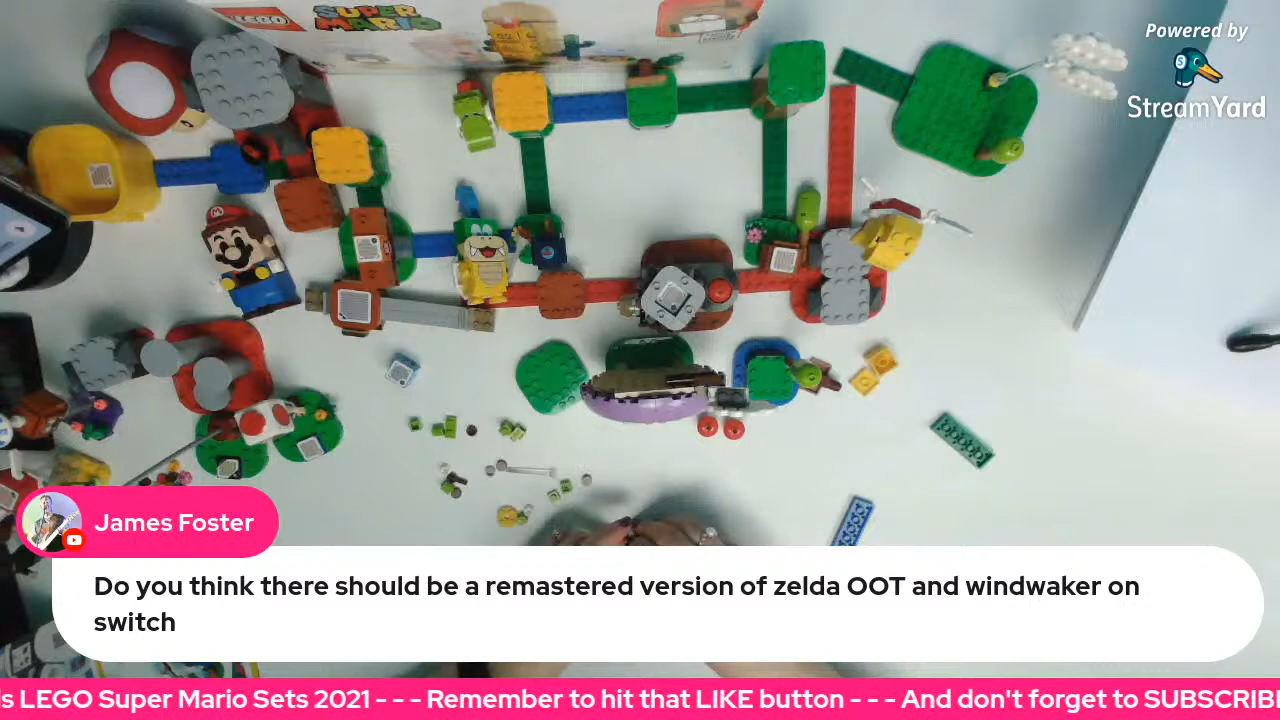 LEGO
SUPER
MARIO
Powered by
StreamYard
James Foster
Do you think there should be a remastered version of zelda OOT and windwaker on
switch
s LEGO Super Mario Sets 2021 - - - Remember to hit that LIKE button - - - And don't forget to SUBSCRIB